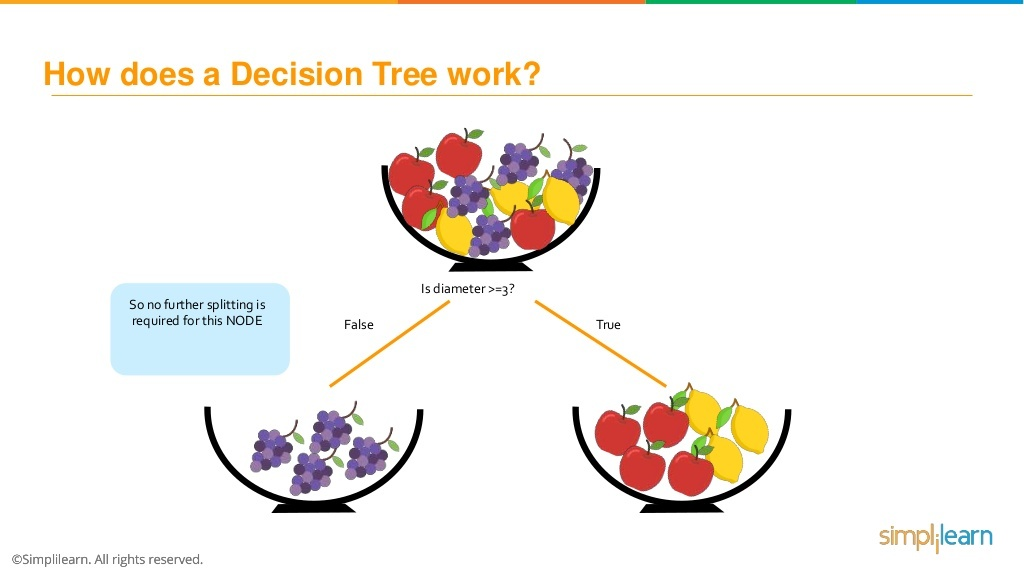 How does a Decision Tree work?
Is diameter >=3?
So no further splitting is
required for this NODE
False
True
simplilearn
©Simplilearn. All rights reserved.